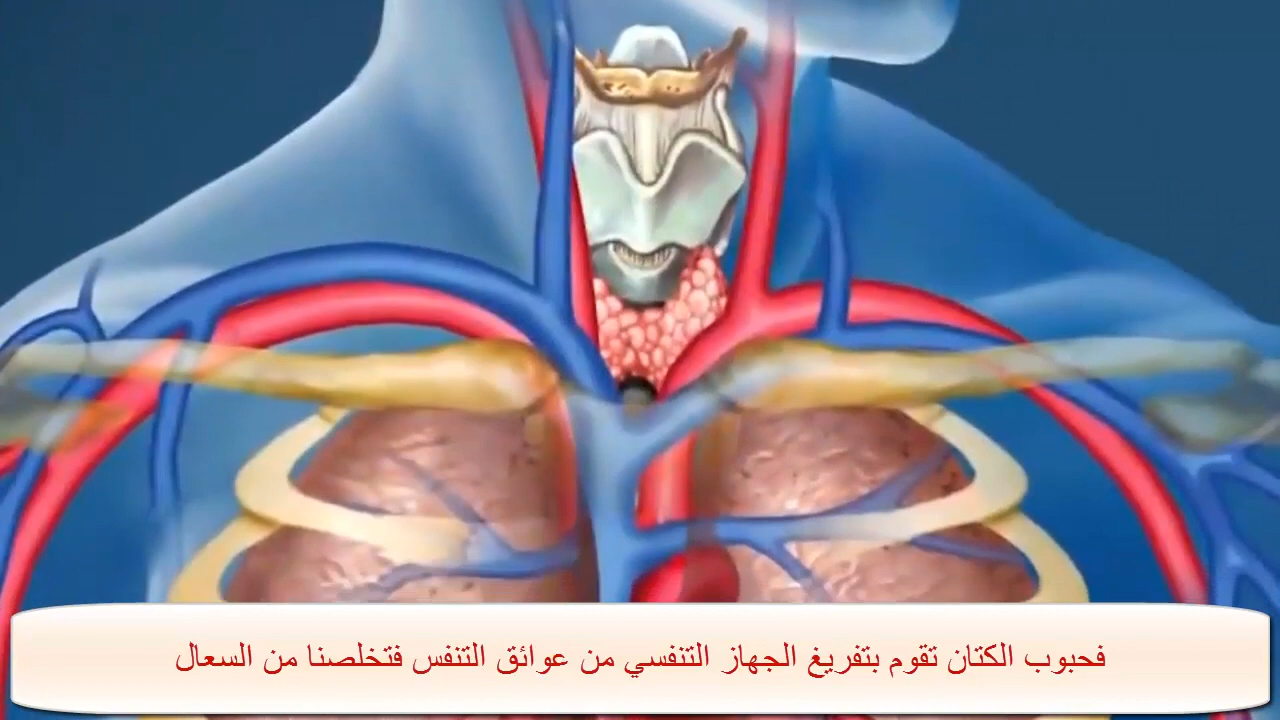 فحبوب الكتان تقوم بتفريغ الجهاز التنفسي من عوائق التنفس فتخلصنا من السعال